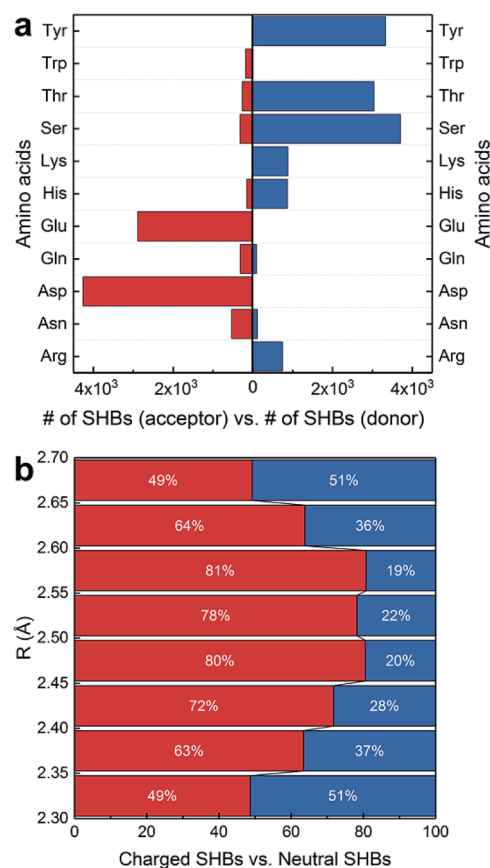 a
Tyr Tyr
Trp Trp
Thr Thr
Ser Ser
Lys Lys
His His
Glu Glu
Gln Gln
Asp Asp
Asn Asn
Arg Arg
Amino acids
Amino acids
4x10³ 2x10³ 0 2x10³ 4x10³
# of SHBs (acceptor) vs. # of SHBs (donor)
b
2.70
49% 51%
2.65
64% 36%
2.60
81% 19%
2.55
78% 22%
2.50
80% 20%
2.45
72% 28%
2.40
63% 37%
2.35
49% 51%
2.30
R (Å)
0 20 40 60 80 100
Charged SHBs vs. Neutral SHBs